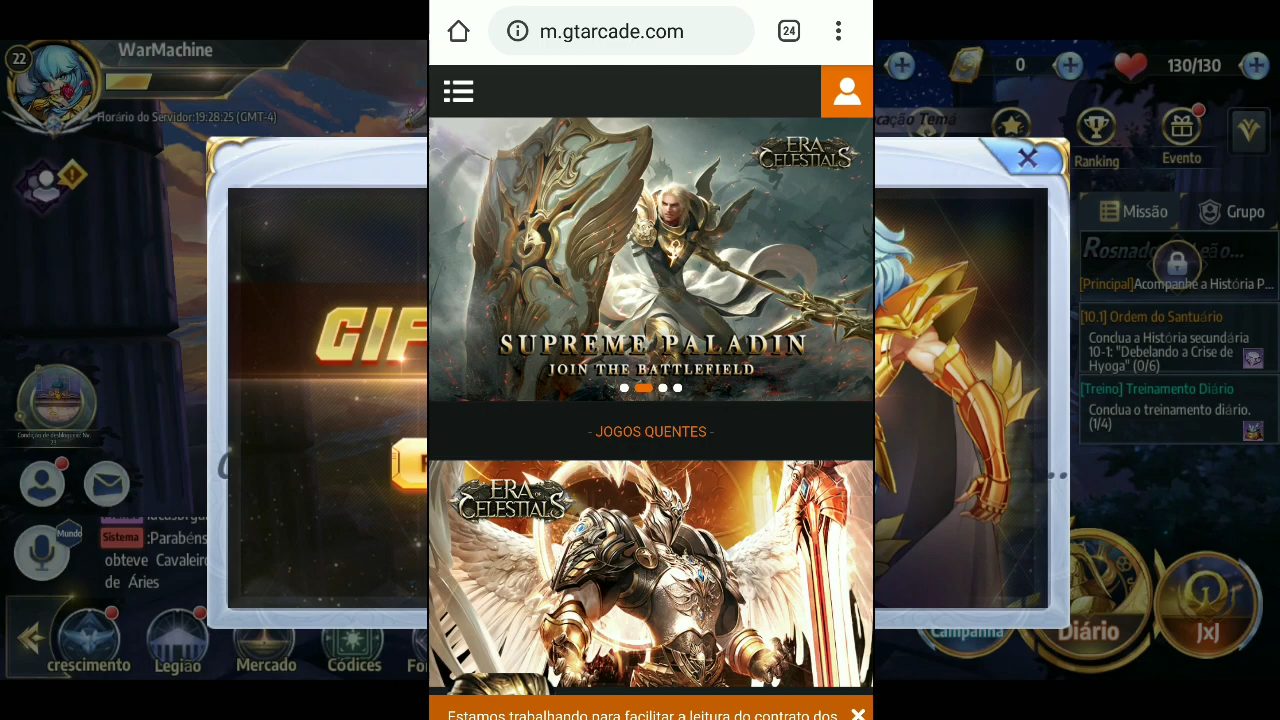 22
WarMachine
Horário do Servidor:19:28:25 (GMT-4)
m.gtarcade.com
24
0
130/130
Ranking
Evento
Missão
Grupo
[Principal]Acompanhe a História P...
[10.1] Ordem do Santuário
Conclua a História secundária
10-1: "Debelando a Crise de
Hyoga" (0/6)
[Treino] Treinamento Diário
Conclua o treinamento diário.
(1/4)
ERA OF
CELESTIALS
SUPREME PALADIN
JOIN THE BATTLEFIELD
- JOGOS QUENTES -
ERA OF
CELESTIALS
GIF
Mundo
Sistema :Parabéns
obteve Cavaleiro
de Áries
crescimento
Legião
Mercado
Códices
Campanha
Diário
JxJ
Estamos trabalhando para facilitar a leitura do contrato dos